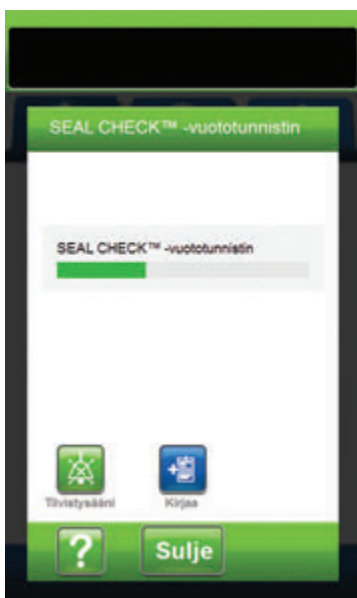 SEAL CHECK™ -vuototunnistin
SEAL CHECK™ -vuototunnistin
Tiivistysääni
Kirjaa
?
Sulje